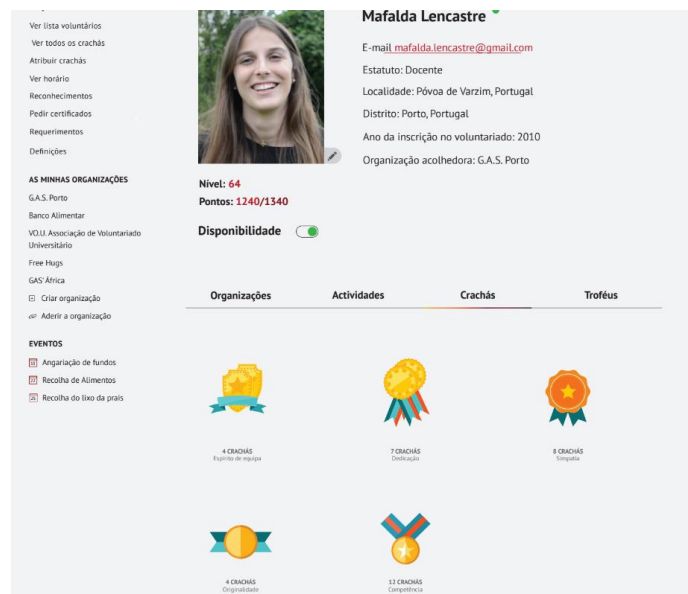 Ver lista voluntários
Ver todos os crachás
Atribuir crachás
Ver horário
Reconhecimentos
Pedir certificados
Requerimentos
Definições
AS MINHAS ORGANIZAÇÕES
G.A.S. Porto
Banco Alimentar
VO.U. Associação de Voluntariado
Universitário
Free Hugs
GAS'África
Criar organização
Aderir a organização
EVENTOS
Angariação de fundos
Recolha de Alimentos
Recolha do lixo da prais
Mafalda Lencastre
E-mail mafalda.lencastre@gmail.com
Estatuto: Docente
Localidade: Póvoa de Varzim, Portugal
Distrito: Porto, Portugal
Ano da inscrição no voluntariado: 2010
Organização acolhedora: G.A.S. Porto
Nível: 64
Pontos: 1240/1340
Disponibilidade
Organizações Actividades Crachás Troféus
4 CRACHÁS
Espírito de equipa
7 CRACHÁS
Dedicação
8 CRACHÁS
Simpatia
4 CRACHÁS
Originalidade
12 CRACHÁS
Competência